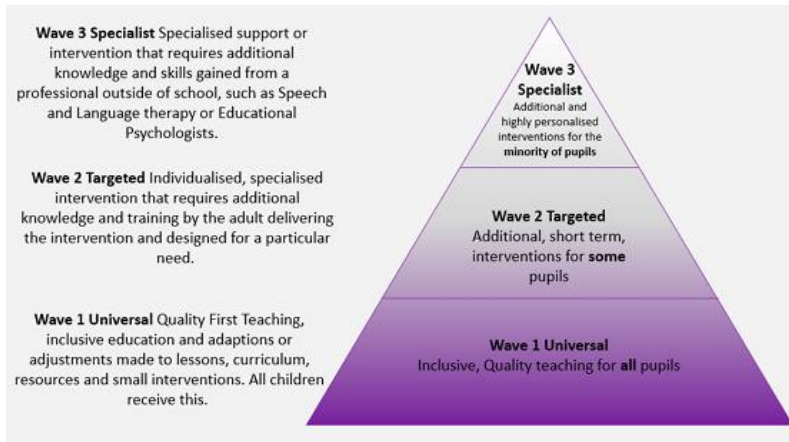 Wave 3 Specialist Specialised support or
intervention that requires additional
knowledge and skills gained from a
professional outside of school, such as Speech
and Language therapy or Educational
Psychologists.
Wave 2 Targeted Individualised, specialised
intervention that requires additional
knowledge and training by the adult delivering
the intervention and designed for a particular
need.
Wave 1 Universal Quality First Teaching,
inclusive education and adaptions or
adjustments made to lessons, curriculum,
resources and small interventions. All children
receive this.
Wave 3
Specialist
Additional and
highly personalised
interventions for the
minority of pupils
Wave 2 Targeted
Additional, short term,
interventions for some
pupils
Wave 1 Universal
Inclusive, Quality teaching for all pupils